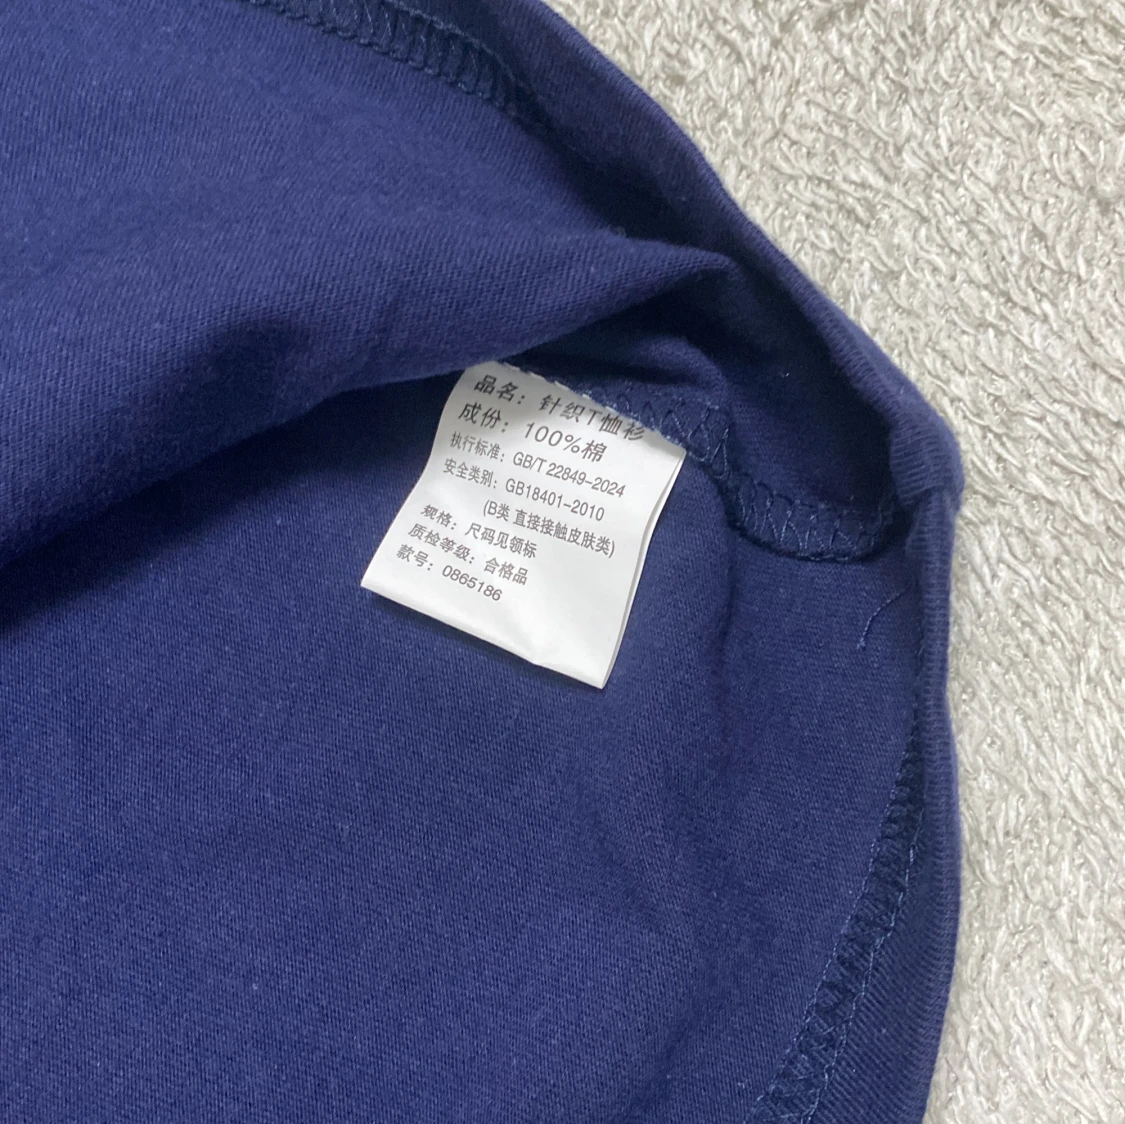 品名：针织T恤衫
成份：100%棉
执行标准：GB/T 22849-2024
安全类别：GB18401-2010
(B类 直接接触皮肤类)
规格：尺码见领标
质检等级：合格品
款号：0865186